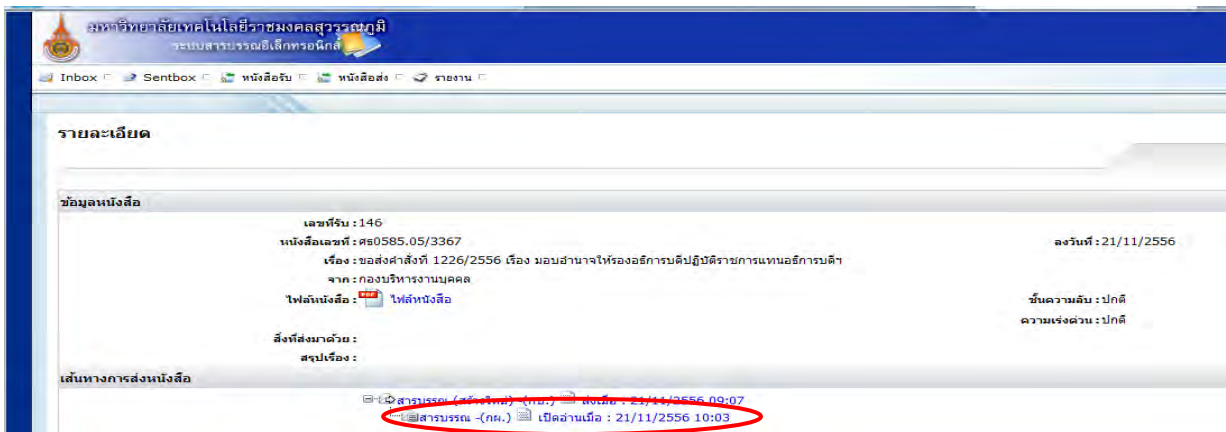 มหาวิทยาลัยเทคโนโลยีราชมงคลสุวรรณภูมิ
ระบบสารบรรณอิเล็กทรอนิกส์
Inbox Sentbox หนังสือรับ หนังสือส่ง รายงาน
รายละเอียด
ข้อมูลหนังสือ
เลขที่รับ : 146
หนังสือเลขที่ : ศธ0585.05/3367 ลงวันที่ : 21/11/2556
เรื่อง : ขอส่งคำสั่งที่ 1226/2556 เรื่อง มอบอำนาจให้รองอธิการบดีปฏิบัติราชการแทนอธิการบดีฯ
จาก : กองบริหารงานบุคคล
ไฟล์หนังสือ : PDF ไฟล์หนังสือ ชั้นความลับ : ปกติ
ความเร่งด่วน : ปกติ
สิ่งที่ส่งมาด้วย :
สรุปเรื่อง :
เส้นทางการส่งหนังสือ
สารบรรณ (สร้างใหม่) -(กบ.) ส่งเมื่อ : 21/11/2556 09:07
สารบรรณ -(กผ.) เปิดอ่านเมื่อ : 21/11/2556 10:03